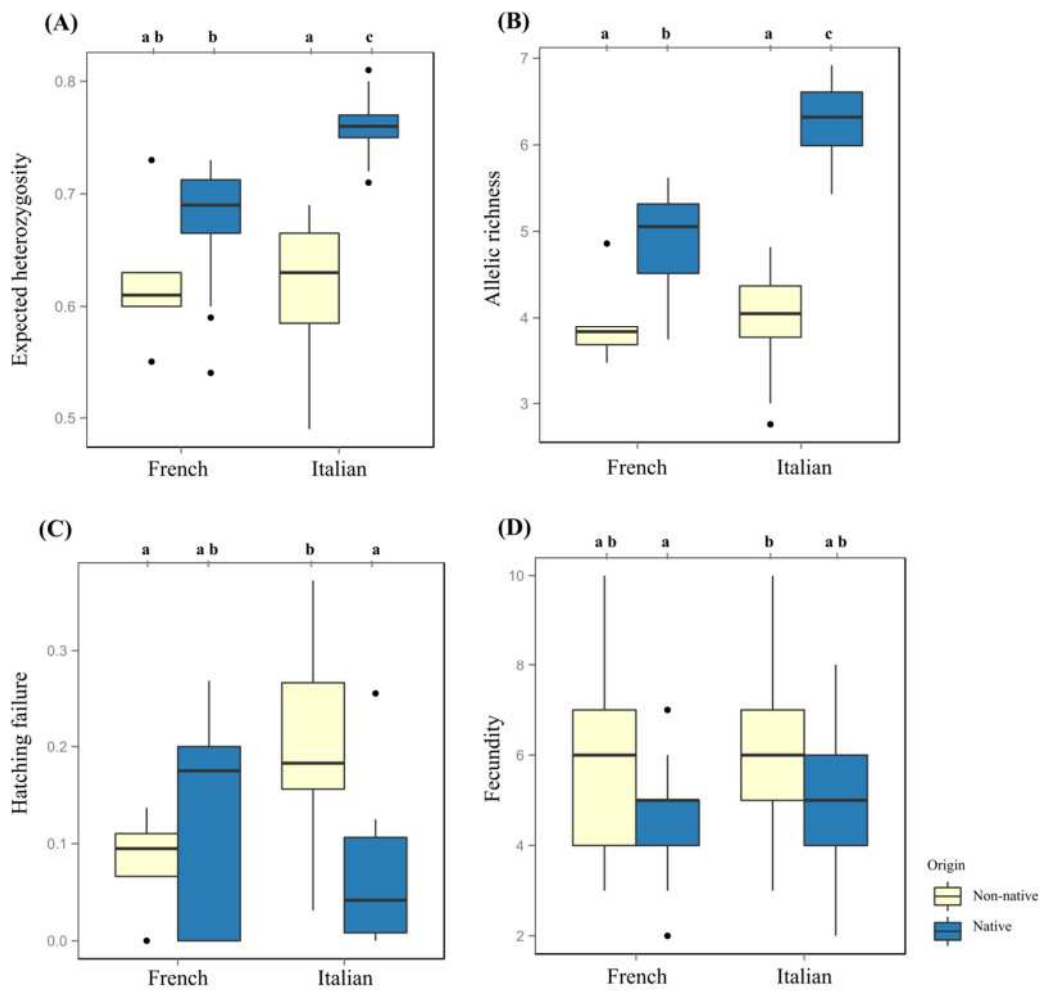 (A)
a b b a c
Expected heterozygosity
0.8
0.7
0.6
0.5
French Italian
(B)
a b a c
Allelic richness
7
6
5
4
3
French Italian
(C)
a a b b a
Hatching failure
0.3
0.2
0.1
0.0
French Italian
(D)
a b a b a b
Fecundity
10
8
6
4
2
French Italian
Origin
Non-native
Native